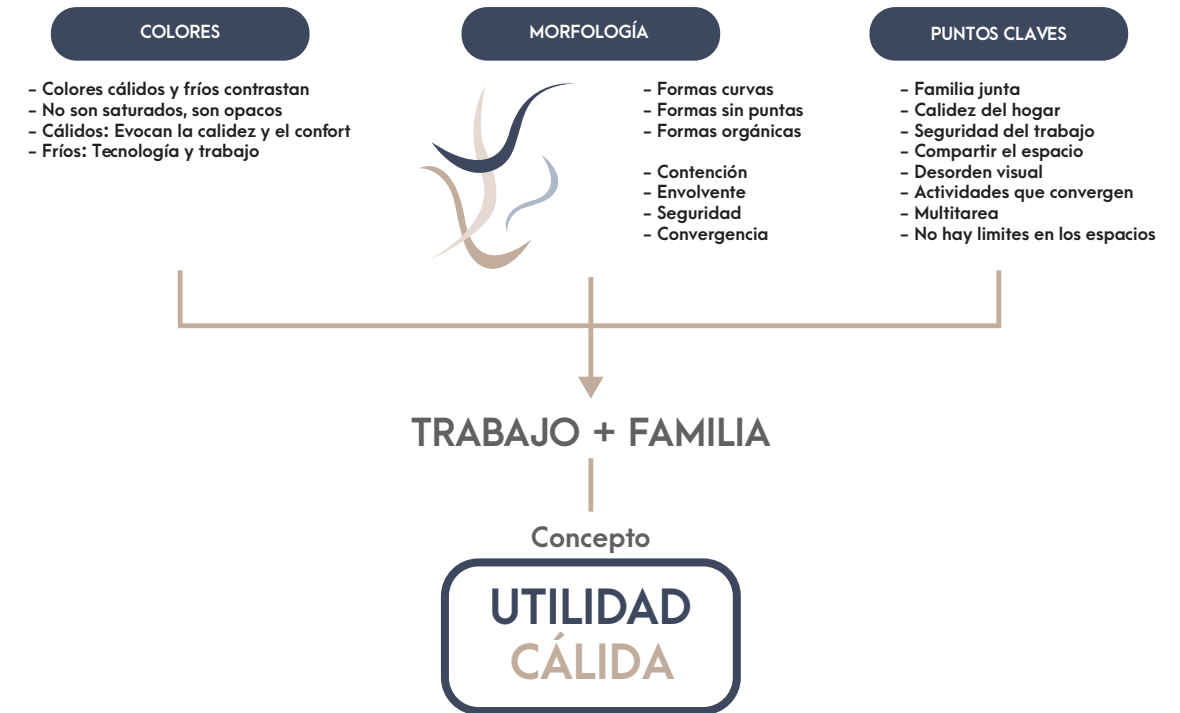 COLORES
- Colores cálidos y fríos contrastan
- No son saturados, son opacos
- Cálidos: Evocan la calidez y el confort
- Fríos: Tecnología y trabajo
MORFOLOGÍA
- Formas curvas
- Formas sin puntas
- Formas orgánicas
- Contención
- Envolvente
- Seguridad
- Convergencia
PUNTOS CLAVES
- Familia junta
- Calidez del hogar
- Seguridad del trabajo
- Compartir el espacio
- Desorden visual
- Actividades que convergen
- Multitarea
- No hay limites en los espacios
TRABAJO + FAMILIA
Concepto
UTILIDAD
CÁLIDA